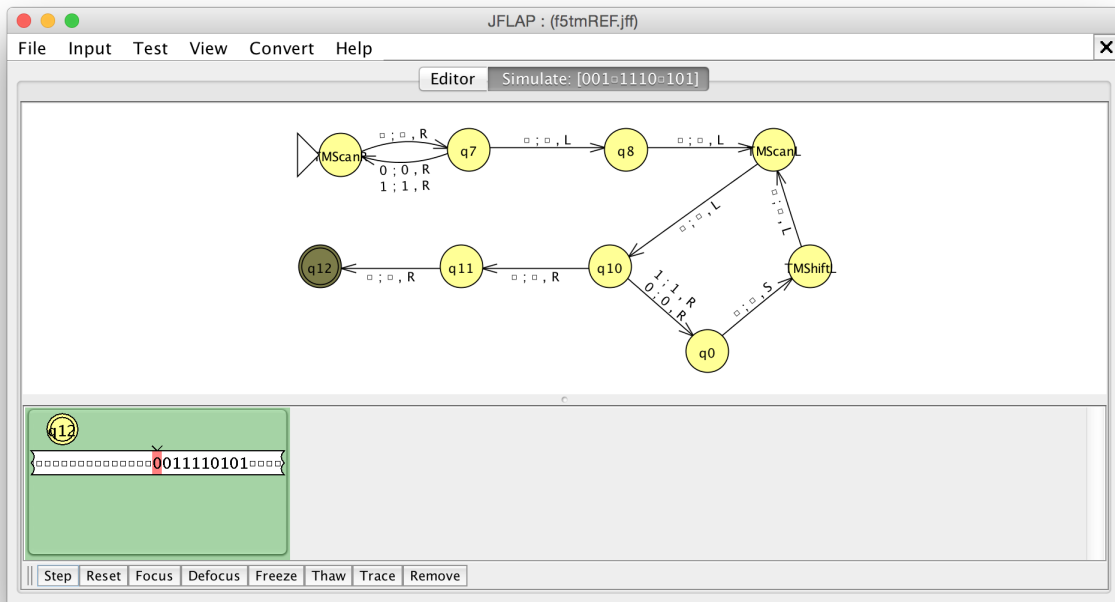 JFLAP : (f5tmREF.jff)
File Input Test View Convert Help
Editor Simulate: [001□1110□101]
□ ; □ , R
□ ; □ , L
□ ; □ , L
TMScanR
q7
q8
TMScanL
0 ; 0 , R
1 ; 1 , R
□ ; □ , L
□ ; □ , L
q12
q11
q10
TMShiftL
□ ; □ , R
□ ; □ , R
1 ; 1 , R
0 ; 0 , R
□ ; □ , S
q0
q12
□□□□□□□□□□□□□□0011110101□□□□
Step Reset Focus Defocus Freeze Thaw Trace Remove